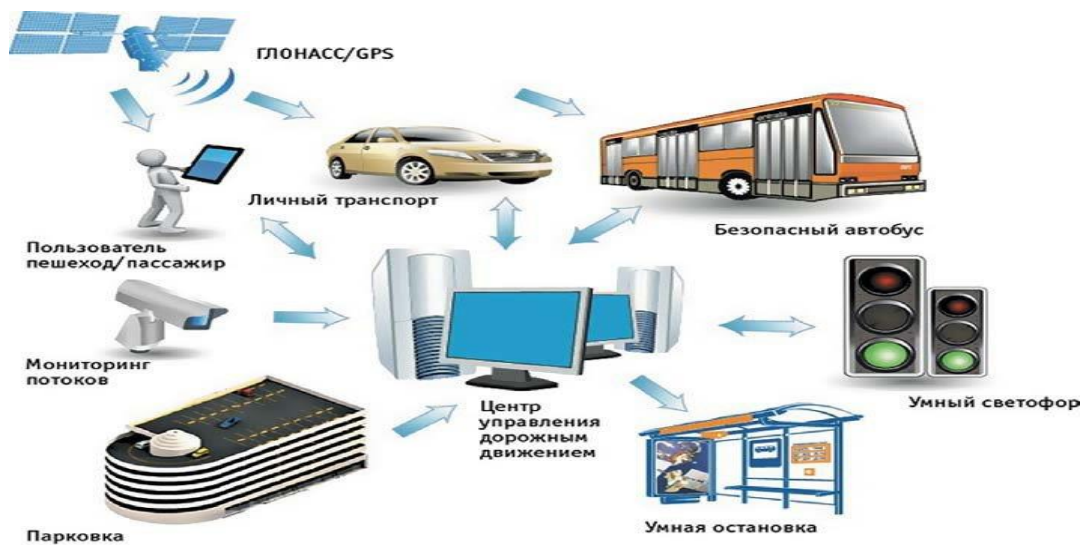 ГЛОНАСС/GPS
Личный транспорт
Безопасный автобус
Пользователь
пешеход/пассажир
Мониторинг
потоков
Центр
управления
дорожным
движением
Умный светофор
Парковка
Умная остановка